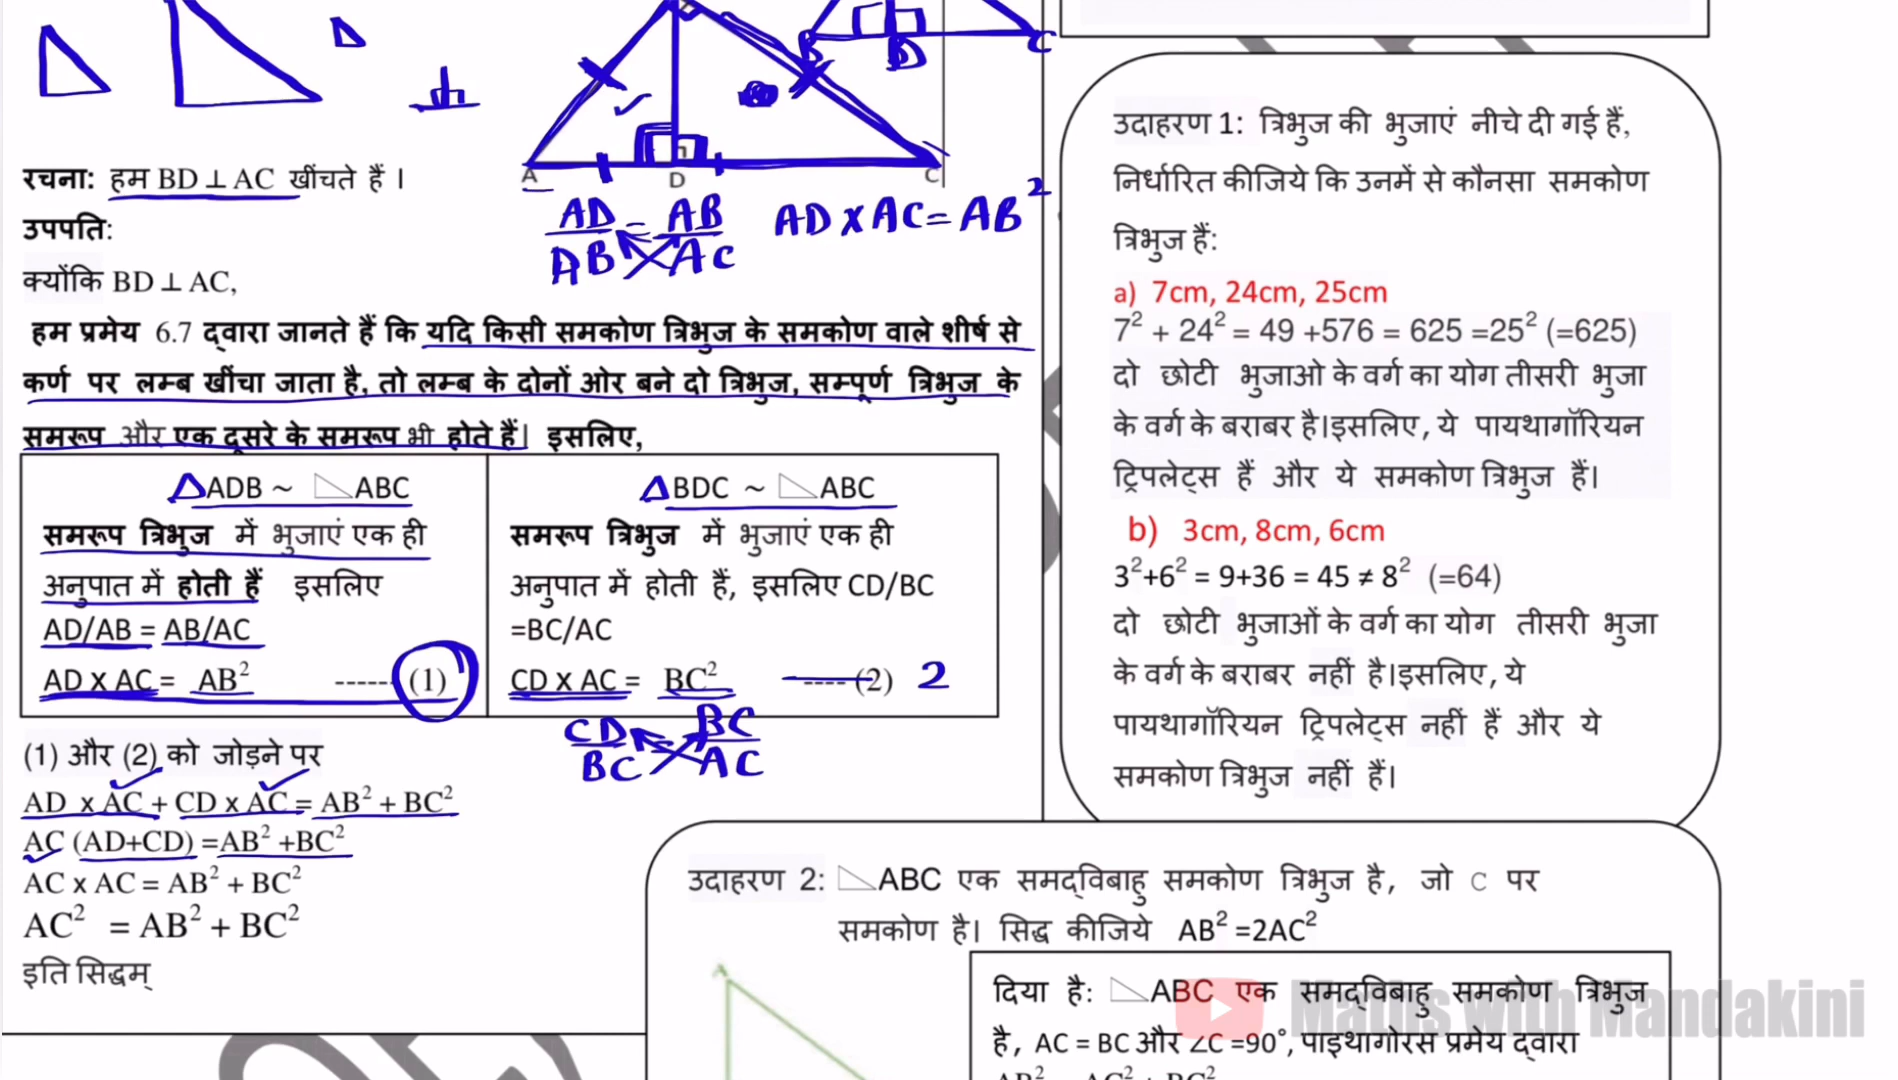 A
D
C
B
D
C
रचना: हम BD ⊥ AC खींचते हैं ।
उपपति:
क्योंकि BD ⊥ AC,
AD/AB = AB/AC
AD X AC = AB²
हम प्रमेय 6.7 द्वारा जानते हैं कि यदि किसी समकोण त्रिभुज के समकोण वाले शीर्ष से
कर्ण पर लम्ब खींचा जाता है, तो लम्ब के दोनों ओर बने दो त्रिभुज, सम्पूर्ण त्रिभुज के
समरूप और एक दूसरे के समरूप भी होते हैं। इसलिए,
ΔADB ~ ◺ABC
समरूप त्रिभुज में भुजाएं एक ही
अनुपात में होती हैं इसलिए
AD/AB = AB/AC
AD X AC = AB² ------ (1)
ΔBDC ~ ◺ABC
समरूप त्रिभुज में भुजाएं एक ही
अनुपात में होती हैं, इसलिए CD/BC
=BC/AC
CD X AC = BC² ---- (2) 2
CD/BC = BC/AC
(1) और (2) को जोड़ने पर
AD x AC + CD x AC = AB² + BC²
AC (AD+CD) =AB² +BC²
AC x AC = AB² + BC²
AC² = AB² + BC²
इति सिद्धम्
उदाहरण 1: त्रिभुज की भुजाएं नीचे दी गई हैं,
निर्धारित कीजिये कि उनमें से कौनसा समकोण
त्रिभुज हैं:
a) 7cm, 24cm, 25cm
7² + 24² = 49 +576 = 625 =25² (=625)
दो छोटी भुजाओ के वर्ग का योग तीसरी भुजा
के वर्ग के बराबर है।इसलिए, ये पायथागॉरियन
ट्रिपलेट्स हैं और ये समकोण त्रिभुज हैं।
b) 3cm, 8cm, 6cm
3²+6² = 9+36 = 45 ≠ 8² (=64)
दो छोटी भुजाओं के वर्ग का योग तीसरी भुजा
के वर्ग के बराबर नहीं है।इसलिए, ये
पायथागॉरियन ट्रिपलेट्स नहीं हैं और ये
समकोण त्रिभुज नहीं हैं।
उदाहरण 2: ◺ABC एक समद्विबाहु समकोण त्रिभुज है, जो C पर
समकोण है। सिद्ध कीजिये AB² =2AC²
A
दिया है: ◺ABC एक समद्विबाहु समकोण त्रिभुज
है, AC = BC और ∠C =90°, पाइथागोरस प्रमेय द्वारा
AB² = AC² + BC²
Maths with Mandakini